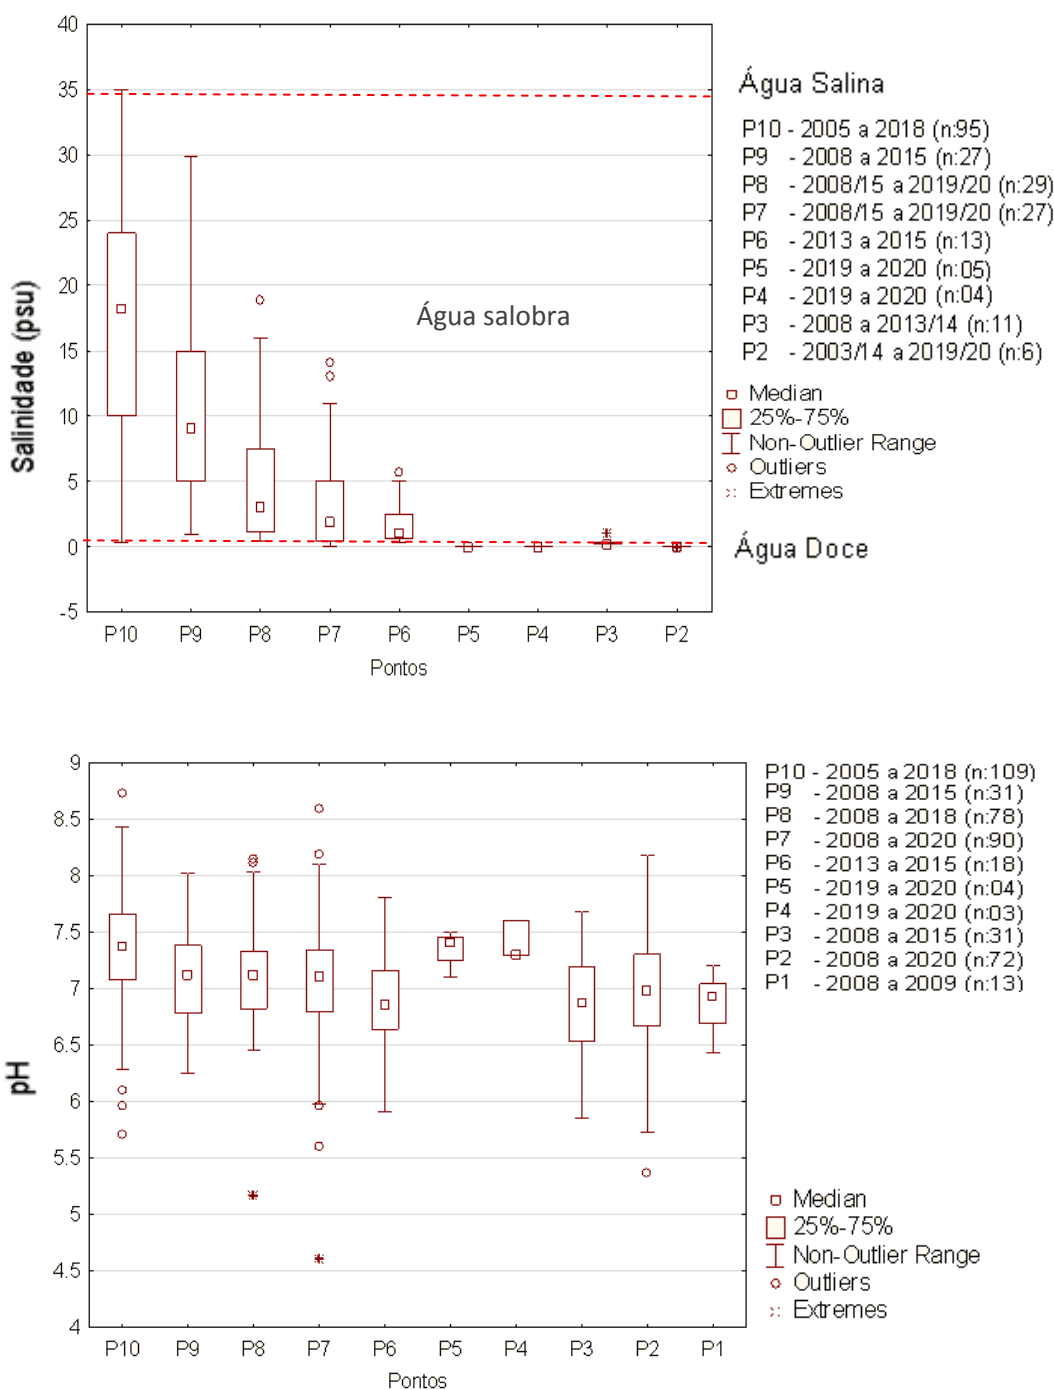 40
35
30
25
20
15
10
5
0
-5
Salinidade (psu)
Água salobra
P10 P9 P8 P7 P6 P5 P4 P3 P2
Pontos
Água Salina
P10 - 2005 a 2018 (n:95)
P9 - 2008 a 2015 (n:27)
P8 - 2008/15 a 2019/20 (n:29)
P7 - 2008/15 a 2019/20 (n:27)
P6 - 2013 a 2015 (n:13)
P5 - 2019 a 2020 (n:05)
P4 - 2019 a 2020 (n:04)
P3 - 2008 a 2013/14 (n:11)
P2 - 2003/14 a 2019/20 (n:6)
Median
25%-75%
Non-Outlier Range
Outliers
Extremes
Água Doce
9
8.5
8
7.5
7
6.5
6
5.5
5
4.5
4
pH
P10 P9 P8 P7 P6 P5 P4 P3 P2 P1
Pontos
P10 - 2005 a 2018 (n:109)
P9 - 2008 a 2015 (n:31)
P8 - 2008 a 2018 (n:78)
P7 - 2008 a 2020 (n:90)
P6 - 2013 a 2015 (n:18)
P5 - 2019 a 2020 (n:04)
P4 - 2019 a 2020 (n:03)
P3 - 2008 a 2015 (n:31)
P2 - 2008 a 2020 (n:72)
P1 - 2008 a 2009 (n:13)
Median
25%-75%
Non-Outlier Range
Outliers
Extremes